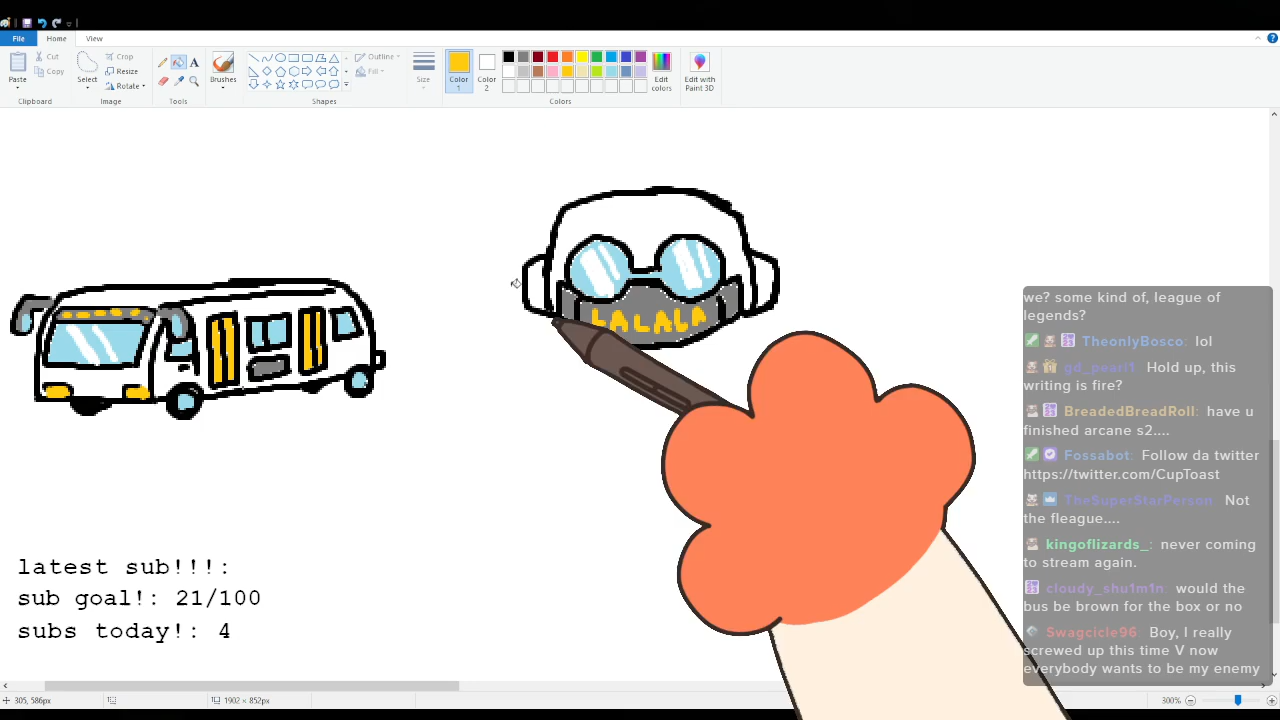 File
Home
View
Paste
Cut
Copy
Clipboard
Select
Crop
Resize
Rotate
Image
A
Tools
Brushes
Outline
Fill
Shapes
Size
Color 1
Color 2
Edit colors
Colors
Edit with Paint 3D
LALALA
we? some kind of, league of
legends?
TheonlyBosco: lol
gd_pearl1: Hold up, this
writing is fire?
BreadedBreadRoll: have u
finished arcane s2....
Fossabot: Follow da twitter
https://twitter.com/CupToast
TheSuperStarPerson: Not
the fleague....
kingoflizards_: never coming
to stream again.
cloudy_shu1m1n: would the
bus be brown for the box or no
Swagcicle96: Boy, I really
screwed up this time V now
everybody wants to be my enemy
latest sub!!!:
sub goal!: 21/100
subs today!: 4
305, 586px
1902 × 852px
300%